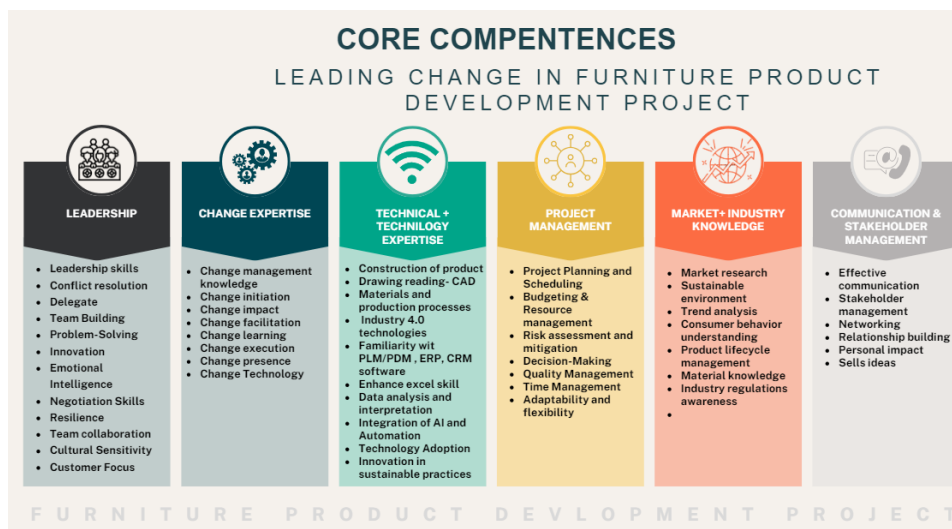 CORE COMPENTENCES
LEADING CHANGE IN FURNITURE PRODUCT
DEVELOPMENT PROJECT
LEADERSHIP
• Leadership skills
• Conflict resolution
• Delegate
• Team Building
• Problem-Solving
• Innovation
• Emotional
Intelligence
• Negotiation Skills
• Resilience
• Team collaboration
• Cultural Sensitivity
• Customer Focus
CHANGE EXPERTISE
• Change management
knowledge
• Change initiation
• Change impact
• Change facilitation
• Change learning
• Change execution
• Change presence
• Change Technology
TECHNICAL +
TECHNILOGY
EXPERTISE
• Construction of product
• Drawing reading- CAD
• Materials and
production processes
• Industry 4.0
technologies
• Familiarity wit
PLM/PDM , ERP, CRM
software
• Enhance excel skill
• Data analysis and
interpretation
• Integration of AI and
Automation
• Technology Adoption
• Innovation in
sustainable practices
PROJECT
MANAGEMENT
• Project Planning and
Scheduling
• Budgeting &
Resource
management
• Risk assessment and
mitigation
• Decision-Making
• Quality Management
• Time Management
• Adaptability and
flexibility
MARKET+ INDUSTRY
KNOWLEDGE
• Market research
• Sustainable
environment
• Trend analysis
• Consumer behavior
understanding
• Product lifecycle
management
• Material knowledge
• Industry regulations
awareness
•
COMMUNICATION &
STAKEHOLDER
MANAGEMENT
• Effective
communication
• Stakeholder
management
• Networking
• Relationship building
• Personal impact
• Sells ideas
FURNITURE PRODUCT DEVLOPMENT PROJECT